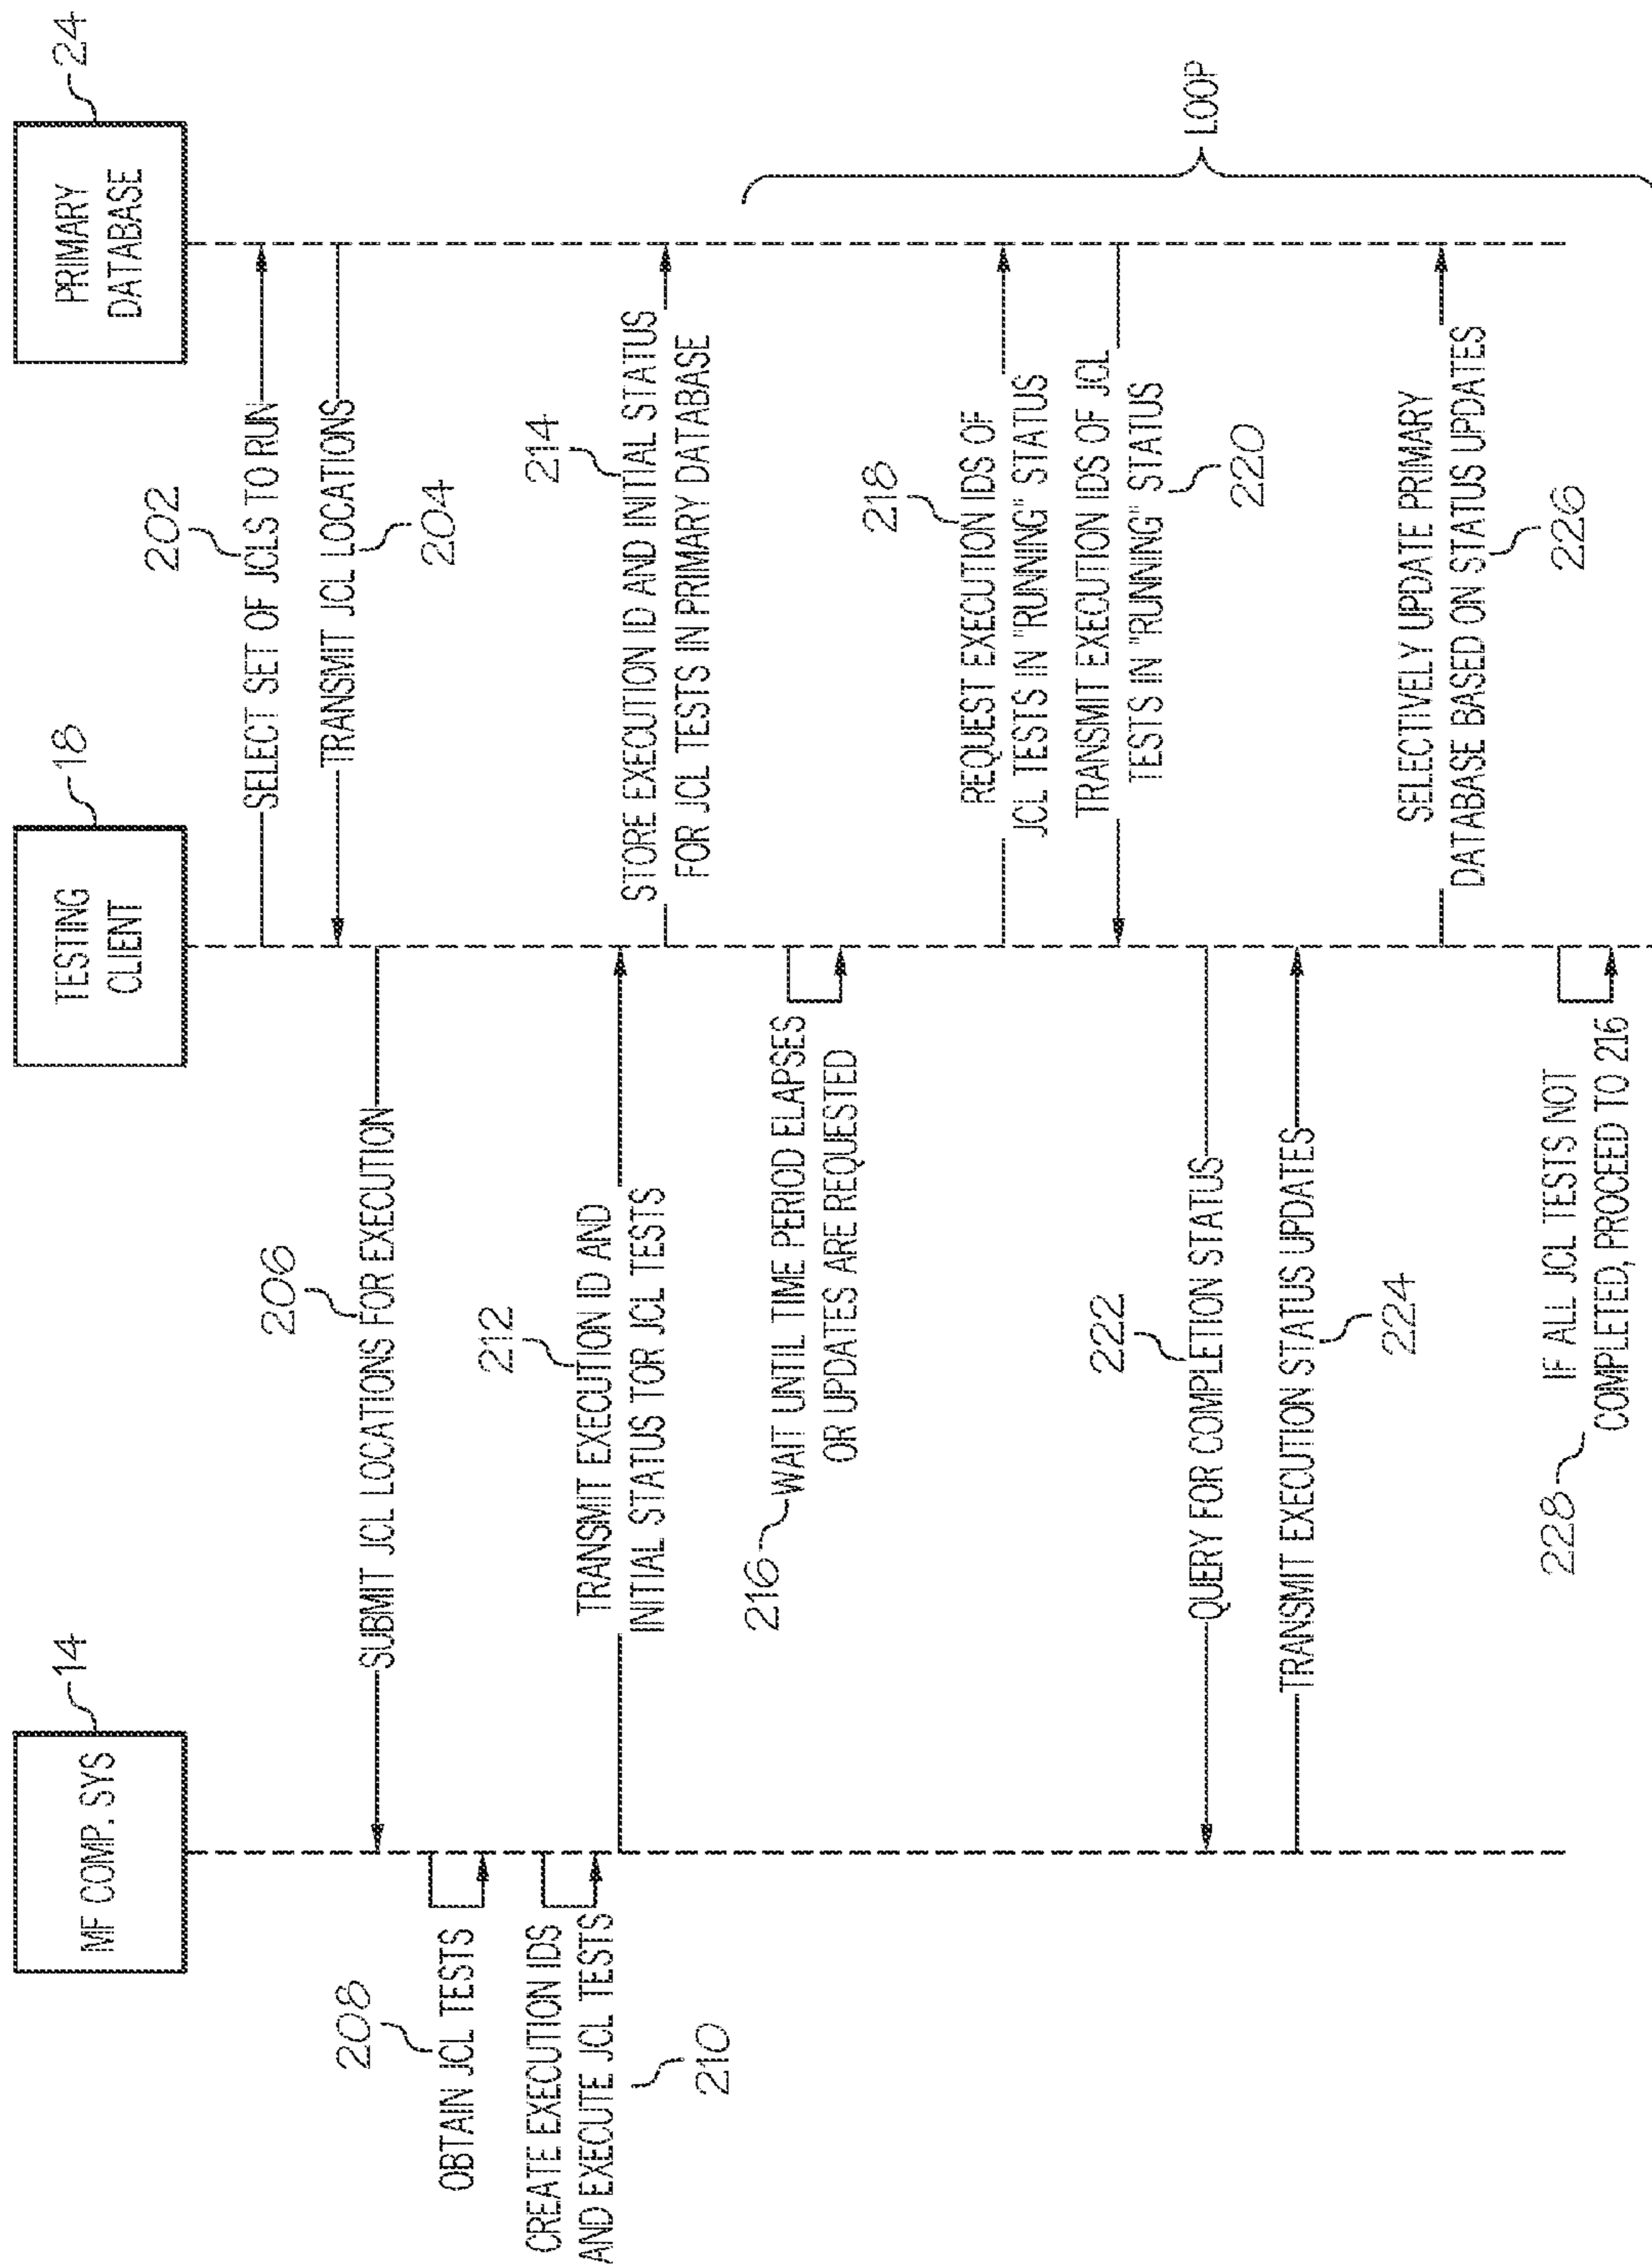 MF COMP. SYS
14
TESTING
CLIENT
18
PRIMARY
DATABASE
24
202
SELECT SET OF JCLS TO RUN
TRANSMIT JCL LOCATIONS
204
206
SUBMIT JCL LOCATIONS FOR EXECUTION
208
OBTAIN JCL TESTS
CREATE EXECUTION IDS
AND EXECUTE JCL TESTS
210
212
TRANSMIT EXECUTION ID AND
INITIAL STATUS TOR JCL TESTS
214
STORE EXECUTION ID AND INITIAL STATUS
FOR JCL TESTS IN PRIMARY DATABASE
216
WAIT UNTIL TIME PERIOD ELAPSES
OR UPDATES ARE REQUESTED
218
REQUEST EXECUTION IDS OF
JCL TESTS IN "RUNNING" STATUS
TRANSMIT EXECUTION IDS OF JCL
TESTS IN "RUNNING" STATUS
220
222
QUERY FOR COMPLETION STATUS
TRANSMIT EXECUTION STATUS UPDATES
224
SELECTIVELY UPDATE PRIMARY
DATABASE BASED ON STATUS UPDATES
226
IF ALL JCL TESTS NOT
COMPLETED, PROCEED TO 216
228
LOOP